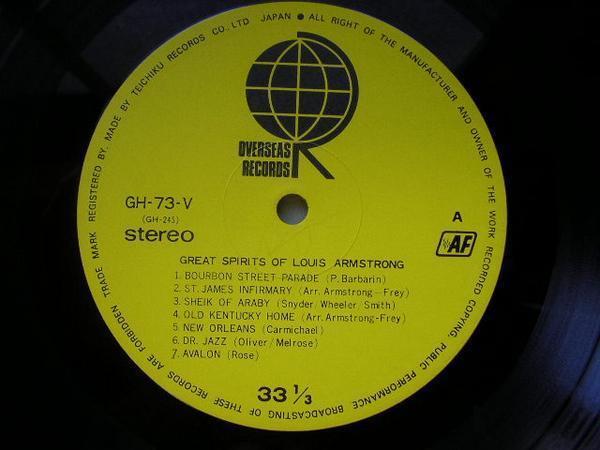 TRADE MARK REGISTERED BY, MADE BY TEICHIKU RECORDS CO., LTD JAPAN ● ALL RIGHT OF THE MANUFACTURER AND OWNER OF THE WORK RECORDED COPYING, PUBLIC PERFORMANCE BROADCASTING OF THESE RECORDS ARE FORBIDDEN
OVERSEAS
RECORDS
GH-73-V
(GH-245)
stereo
A
AF
GREAT SPIRITS OF LOUIS ARMSTRONG
1. BOURBON STREET PARADE (P. Barbarin)
2. ST. JAMES INFIRMARY (Arr. Armstrong-Frey)
3. SHEIK OF ARABY (Snyder/Wheeler/Smith)
4. OLD KENTUCKY HOME (Arr. Armstrong-Frey)
5. NEW ORLEANS (Carmichael)
6. DR. JAZZ (Oliver/Melrose)
7. AVALON (Rose)
33 1/3